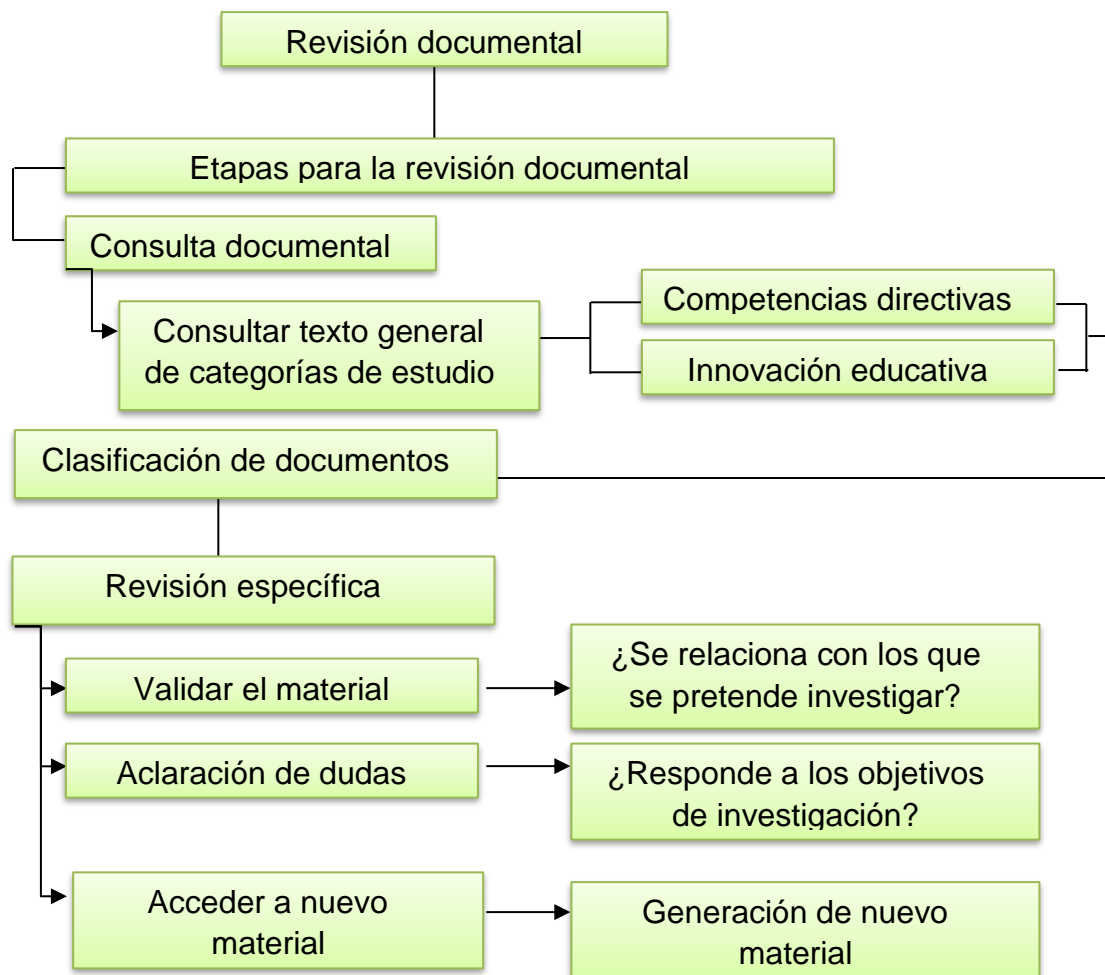 Revisión documental
Etapas para la revisión documental
Consulta documental
Consultar texto general
de categorías de estudio
Competencias directivas
Innovación educativa
Clasificación de documentos
Revisión específica
Validar el material
¿Se relaciona con los que
se pretende investigar?
Aclaración de dudas
¿Responde a los objetivos
de investigación?
Acceder a nuevo
material
Generación de nuevo
material